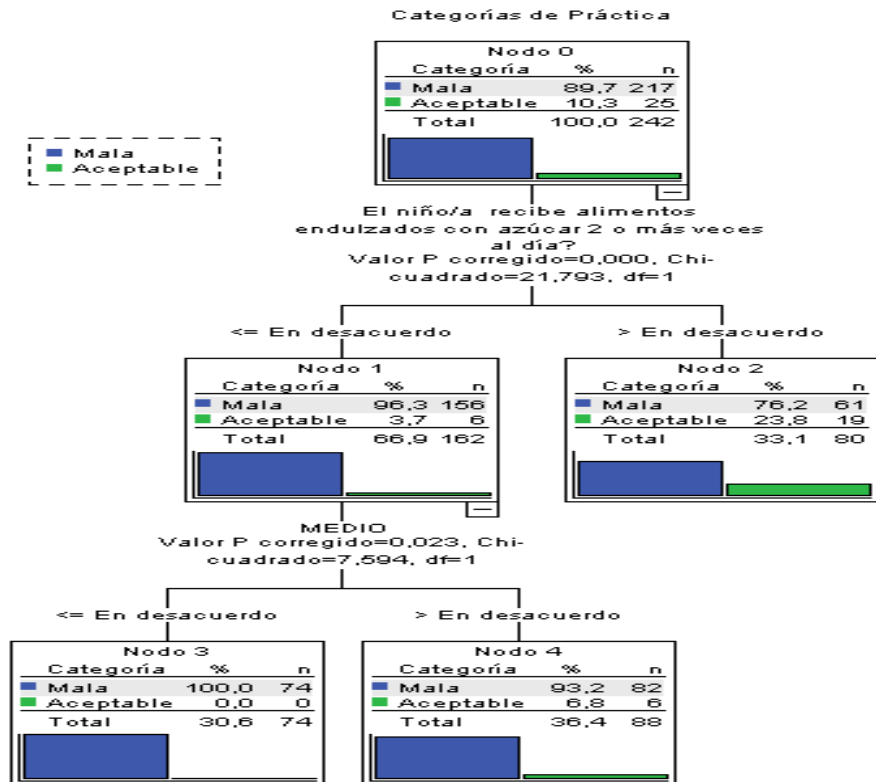 Categorías de Práctica
Nodo 0
Categoría % n
Mala 89,7 217
Aceptable 10,3 25
Total 100,0 242
Mala
Aceptable
El niño/a recibe alimentos
endulzados con azúcar 2 o más veces
al día?
Valor P corregido=0,000, Chi-
cuadrado=21,793, df=1
<= En desacuerdo
> En desacuerdo
Nodo 1
Categoría % n
Mala 96,3 156
Aceptable 3,7 6
Total 66,9 162
Nodo 2
Categoría % n
Mala 76,2 61
Aceptable 23,8 19
Total 33,1 80
MEDIO
Valor P corregido=0,023, Chi-
cuadrado=7,594, df=1
<= En desacuerdo
> En desacuerdo
Nodo 3
Categoría % n
Mala 100,0 74
Aceptable 0,0 0
Total 30,6 74
Nodo 4
Categoría % n
Mala 93,2 82
Aceptable 6,8 6
Total 36,4 88